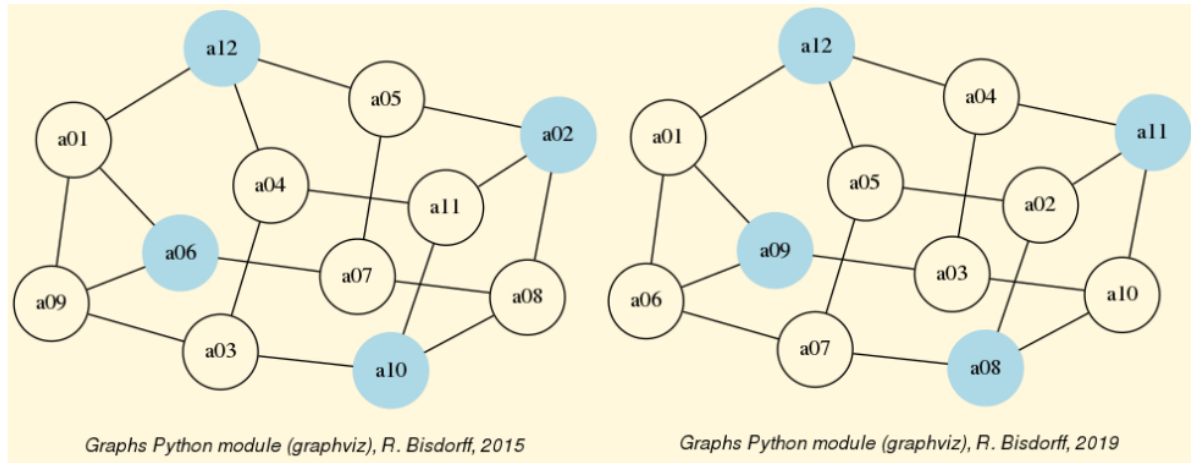 a12
a05
a02
a01
a04
a11
a06
a07
a09
a08
a03
a10
Graphs Python module (graphviz), R. Bisdorff, 2015
a12
a04
a11
a01
a05
a02
a09
a03
a06
a10
a07
a08
Graphs Python module (graphviz), R. Bisdorff, 2019